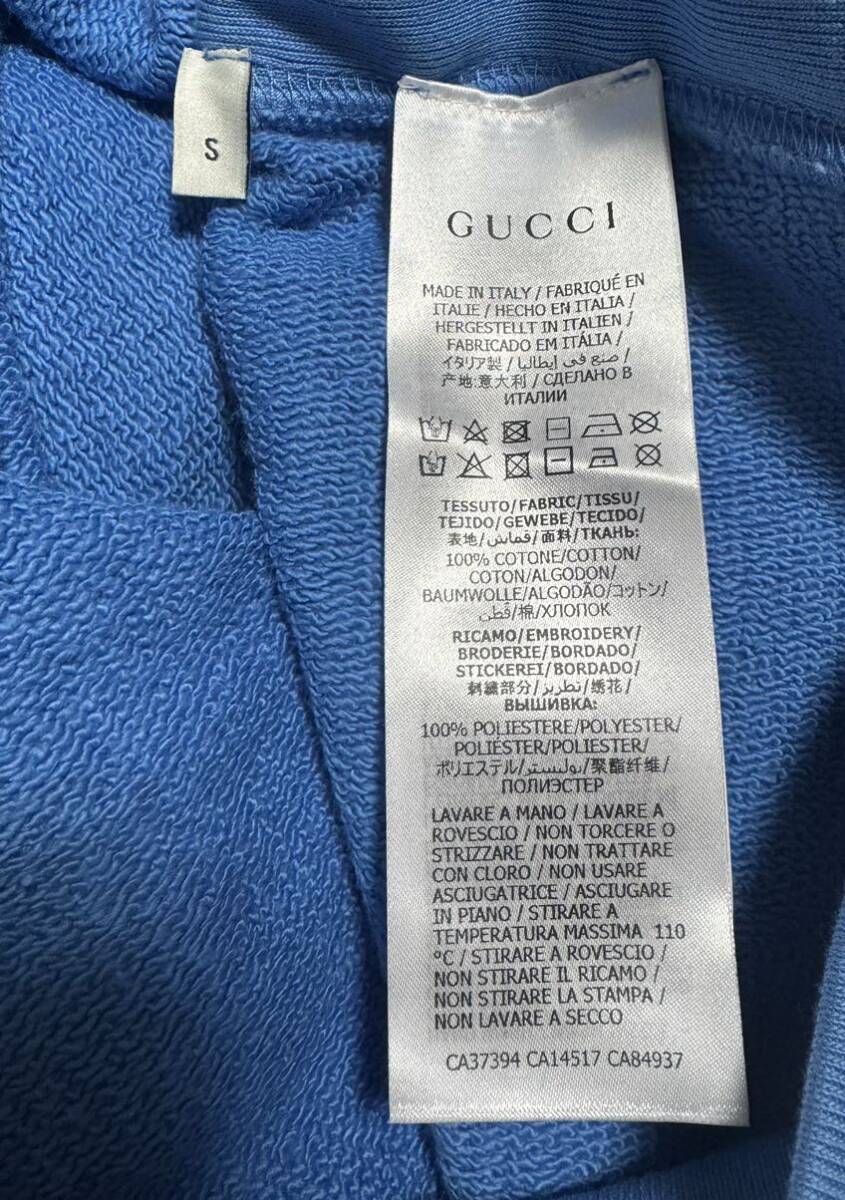 S
GUCCI
MADE IN ITALY / FABRIQUÉ EN
ITALIE / HECHO EN ITALIA /
HERGESTELLT IN ITALIEN /
FABRICADO EM ITÁLIA /
イタリア製 / صنع في إيطاليا /
产地:意大利 / СДЕЛАНО В
ИТАЛИИ
TESSUTO/FABRIC/TISSU/
TEJIDO/GEWEBE/TECIDO/
表地/قماش/面料/ТКАНЬ:
100% COTONE/COTTON/
COTON/ALGODON/
BAUMWOLLE/ALGODÃO/コットン/
قطن/棉/ХЛОПОК
RICAMO/EMBROIDERY/
BRODERIE/BORDADO/
STICKEREI/BORDADO/
刺繍部分/تطريز/绣花/
ВЫШИВКА:
100% POLIESTERE/POLYESTER/
POLIÉSTER/POLIESTER/
ポリエステル/بوليستر/聚酯纤维/
ПОЛИЭСТЕР
LAVARE A MANO / LAVARE A
ROVESCIO / NON TORCERE O
STRIZZARE / NON TRATTARE
CON CLORO / NON USARE
ASCIUGATRICE / ASCIUGARE
IN PIANO / STIRARE A
TEMPERATURA MASSIMA 110
°C / STIRARE A ROVESCIO /
NON STIRARE IL RICAMO /
NON STIRARE LA STAMPA /
NON LAVARE A SECCO
CA37394 CA14517 CA84937